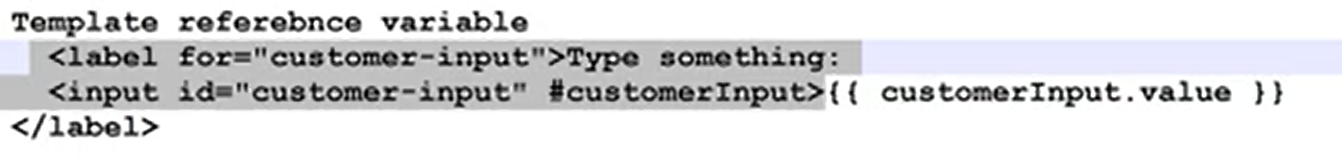 Template referebnce variable
<label for="customer-input">Type something:
<input id="customer-input" #customerInput>{{ customerInput.value }}
</label>